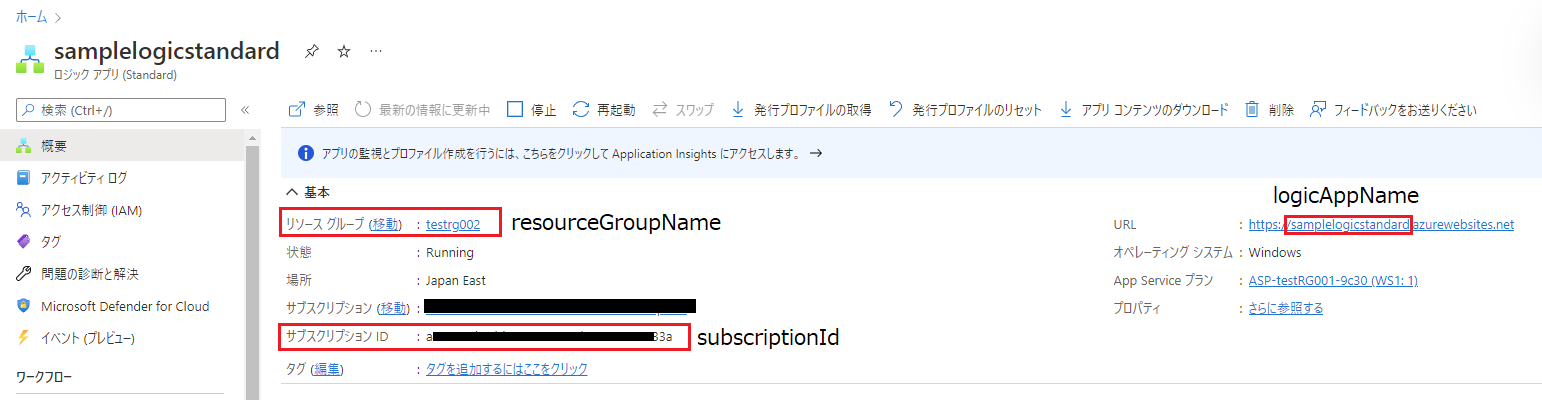 ホーム
samplelogicstandard
ロジック アプリ (Standard)
検索 (Ctrl+/)
概要
アクティビティ ログ
アクセス制御 (IAM)
タグ
問題の診断と解決
Microsoft Defender for Cloud
イベント (プレビュー)
ワークフロー
参照 最新の情報に更新中 停止 再起動 スワップ 発行プロファイルの取得 発行プロファイルのリセット アプリ コンテンツのダウンロード 削除 フィードバックをお送りください
アプリの監視とプロファイル作成を行うには、こちらをクリックして Application Insights にアクセスします。 →
基本
リソース グループ (移動) : testrg002 resourceGroupName
状態 : Running
場所 : Japan East
サブスクリプション (移動) :
サブスクリプション ID : a 33a subscriptionId
タグ (編集) : タグを追加するにはここをクリック
logicAppName
URL : https://samplelogicstandard.azurewebsites.net
オペレーティング システム : Windows
App Service プラン : ASP-testRG001-9c30 (WS1: 1)
プロパティ : さらに参照する